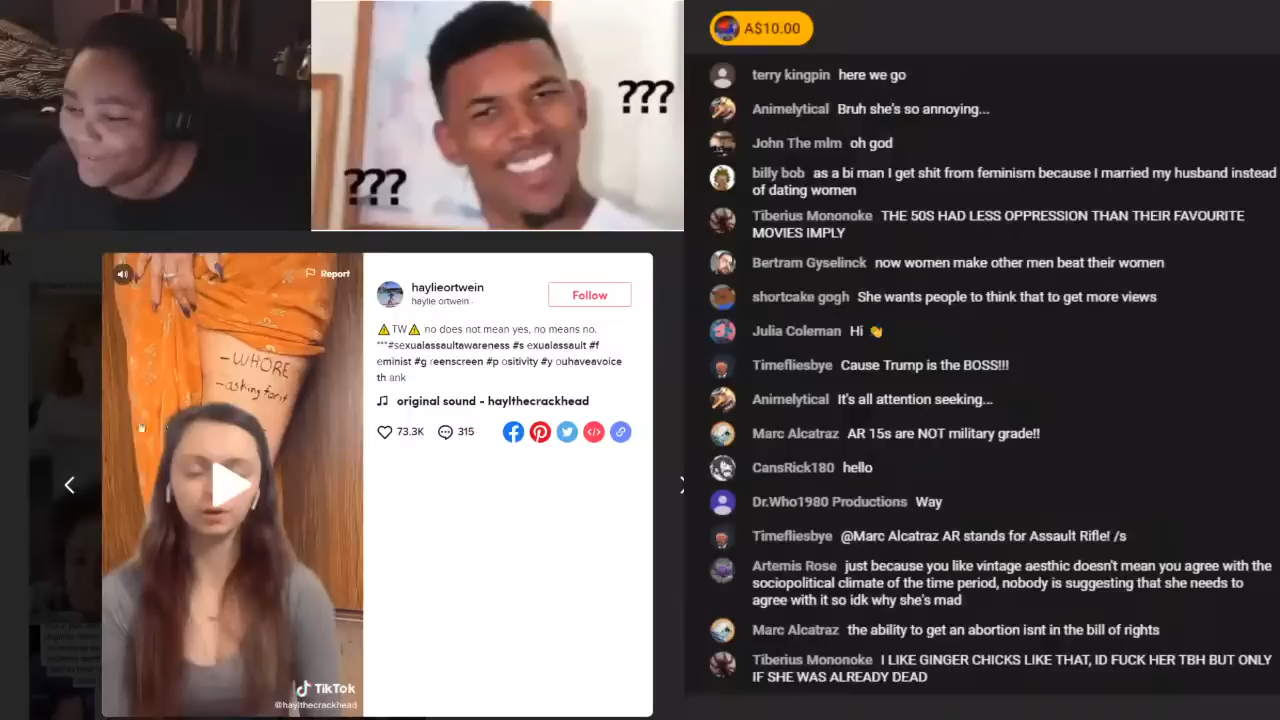 ???
???
k
Report
– WHORE
– asking for it
TikTok
@haylthecrackhead
haylieortwein
haylie ortwein ·
Follow
⚠TW⚠ no does not mean yes, no means no.
***#sexualassaultawareness #s exualassault #f
eminist #g reenscreen #p ositivity #y ouhaveavoice
th ank
original sound - haylthecrackhead
73.3K
315
A$10.00
terry kingpin here we go
Animelytical Bruh she's so annoying...
John The mlm oh god
billy bob as a bi man I get shit from feminism because I married my husband instead
of dating women
Tiberius Mononoke THE 50S HAD LESS OPPRESSION THAN THEIR FAVOURITE
MOVIES IMPLY
Bertram Gyselinck now women make other men beat their women
shortcake gogh She wants people to think that to get more views
Julia Coleman Hi 👋
Timefliesbye Cause Trump is the BOSS!!!
Animelytical It's all attention seeking...
Marc Alcatraz AR 15s are NOT military grade!!
CansRick180 hello
Dr.Who1980 Productions Way
Timefliesbye @Marc Alcatraz AR stands for Assault Rifle! /s
Artemis Rose just because you like vintage aesthic doesn't mean you agree with the
sociopolitical climate of the time period, nobody is suggesting that she needs to
agree with it so idk why she's mad
Marc Alcatraz the ability to get an abortion isnt in the bill of rights
Tiberius Mononoke I LIKE GINGER CHICKS LIKE THAT, ID FUCK HER TBH BUT ONLY
IF SHE WAS ALREADY DEAD